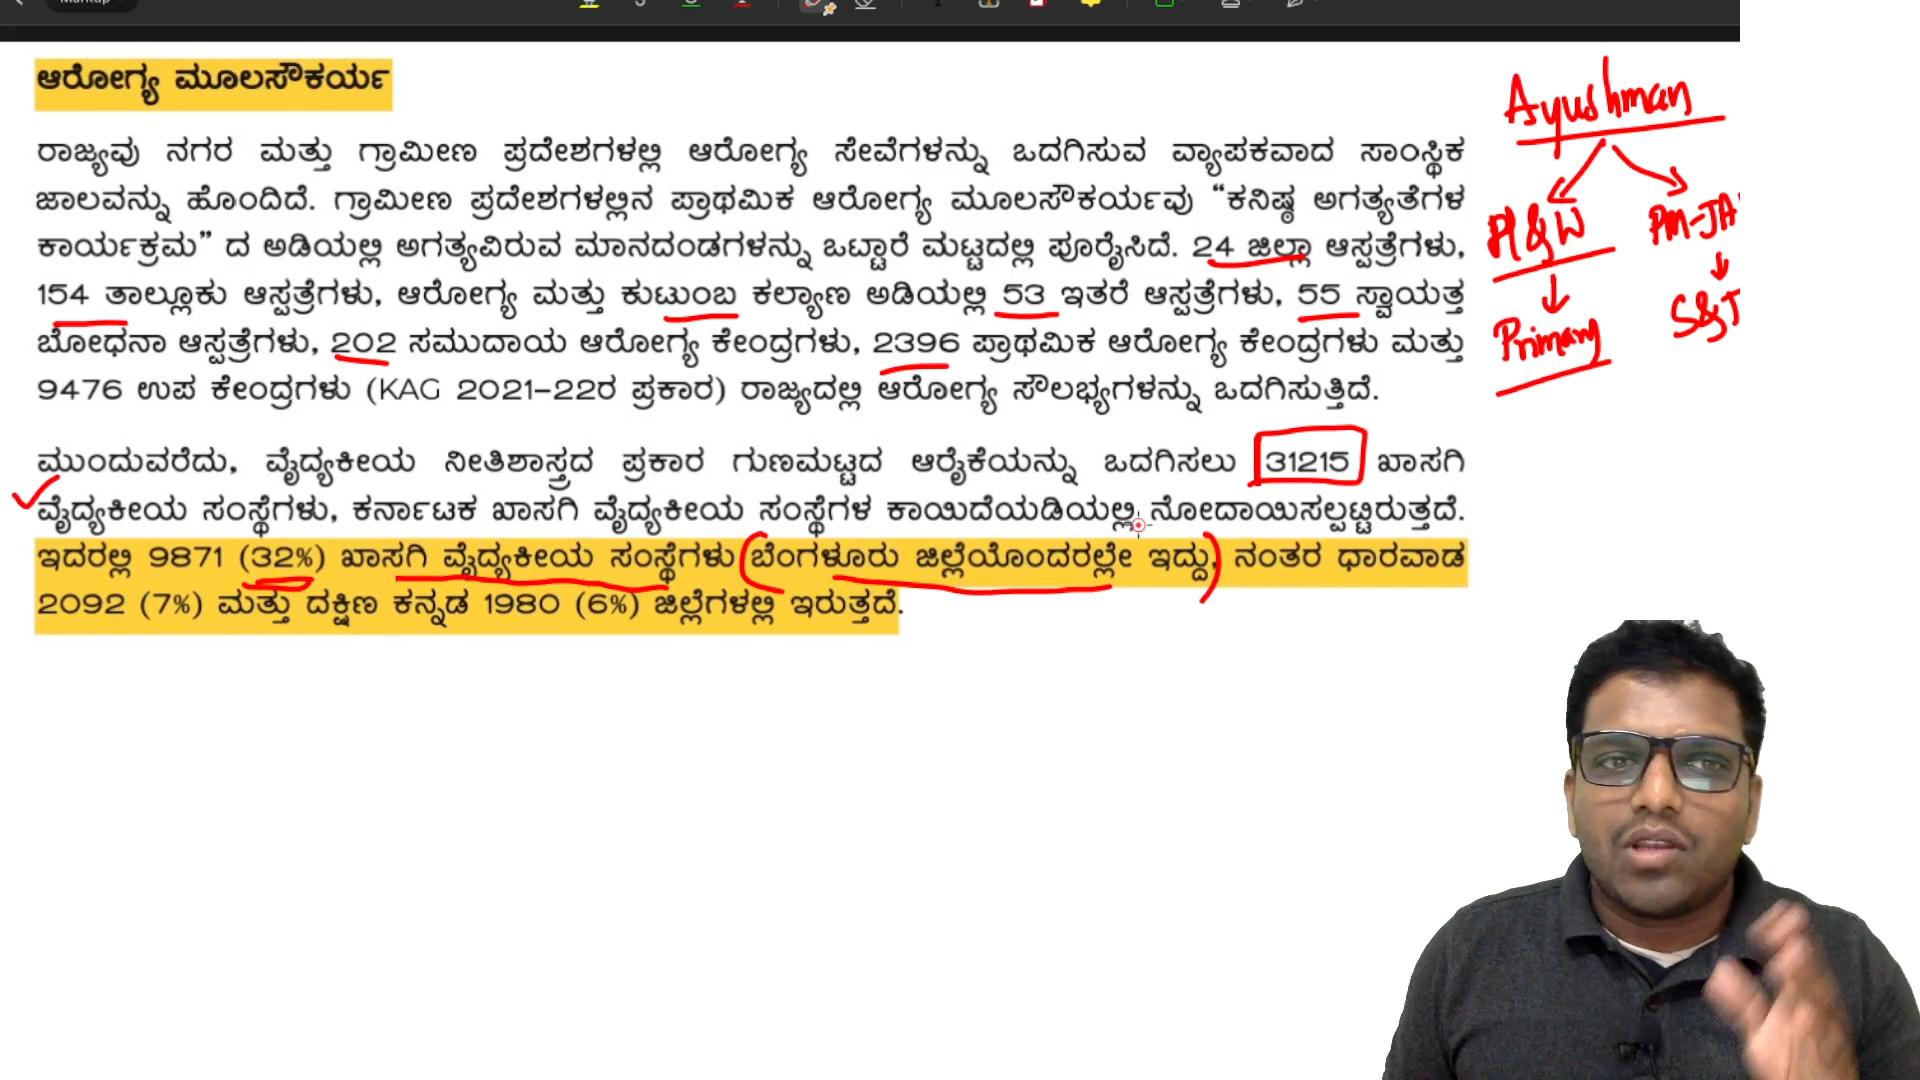 Markup
ಆರೋಗ್ಯ ಮೂಲಸೌಕರ್ಯ
ರಾಜ್ಯವು ನಗರ ಮತ್ತು ಗ್ರಾಮೀಣ ಪ್ರದೇಶಗಳಲ್ಲಿ ಆರೋಗ್ಯ ಸೇವೆಗಳನ್ನು ಒದಗಿಸುವ ವ್ಯಾಪಕವಾದ ಸಾಂಸ್ಥಿಕ
ಜಾಲವನ್ನು ಹೊಂದಿದೆ. ಗ್ರಾಮೀಣ ಪ್ರದೇಶಗಳಲ್ಲಿನ ಪ್ರಾಥಮಿಕ ಆರೋಗ್ಯ ಮೂಲಸೌಕರ್ಯವು “ಕನಿಷ್ಠ ಅಗತ್ಯತೆಗಳ
ಕಾರ್ಯಕ್ರಮ” ದ ಅಡಿಯಲ್ಲಿ ಅಗತ್ಯವಿರುವ ಮಾನದಂಡಗಳನ್ನು ಒಟ್ಟಾರೆ ಮಟ್ಟದಲ್ಲಿ ಪೂರೈಸಿದೆ. 24 ಜಿಲ್ಲಾ ಆಸ್ಪತ್ರೆಗಳು,
154 ತಾಲ್ಲೂಕು ಆಸ್ಪತ್ರೆಗಳು, ಆರೋಗ್ಯ ಮತ್ತು ಕುಟುಂಬ ಕಲ್ಯಾಣ ಅಡಿಯಲ್ಲಿ 53 ಇತರೆ ಆಸ್ಪತ್ರೆಗಳು, 55 ಸ್ವಾಯತ್ತ
ಬೋಧನಾ ಆಸ್ಪತ್ರೆಗಳು, 202 ಸಮುದಾಯ ಆರೋಗ್ಯ ಕೇಂದ್ರಗಳು, 2396 ಪ್ರಾಥಮಿಕ ಆರೋಗ್ಯ ಕೇಂದ್ರಗಳು ಮತ್ತು
9476 ಉಪ ಕೇಂದ್ರಗಳು (KAG 2021-22ರ ಪ್ರಕಾರ) ರಾಜ್ಯದಲ್ಲಿ ಆರೋಗ್ಯ ಸೌಲಭ್ಯಗಳನ್ನು ಒದಗಿಸುತ್ತಿದೆ.
ಮುಂದುವರೆದು, ವೈದ್ಯಕೀಯ ನೀತಿಶಾಸ್ತ್ರದ ಪ್ರಕಾರ ಗುಣಮಟ್ಟದ ಆರೈಕೆಯನ್ನು ಒದಗಿಸಲು 31215 ಖಾಸಗಿ
ವೈದ್ಯಕೀಯ ಸಂಸ್ಥೆಗಳು, ಕರ್ನಾಟಕ ಖಾಸಗಿ ವೈದ್ಯಕೀಯ ಸಂಸ್ಥೆಗಳ ಕಾಯಿದೆಯಡಿಯಲ್ಲಿ ನೋದಾಯಿಸಲ್ಪಟ್ಟಿರುತ್ತದೆ.
ಇದರಲ್ಲಿ 9871 (32%) ಖಾಸಗಿ ವೈದ್ಯಕೀಯ ಸಂಸ್ಥೆಗಳು ಬೆಂಗಳೂರು ಜಿಲ್ಲೆಯೊಂದರಲ್ಲೇ ಇದ್ದು, ನಂತರ ಧಾರವಾಡ
2092 (7%) ಮತ್ತು ದಕ್ಷಿಣ ಕನ್ನಡ 1980 (6%) ಜಿಲ್ಲೆಗಳಲ್ಲಿ ಇರುತ್ತದೆ.
Ayushman
H&W PM-JA
Primary S&T